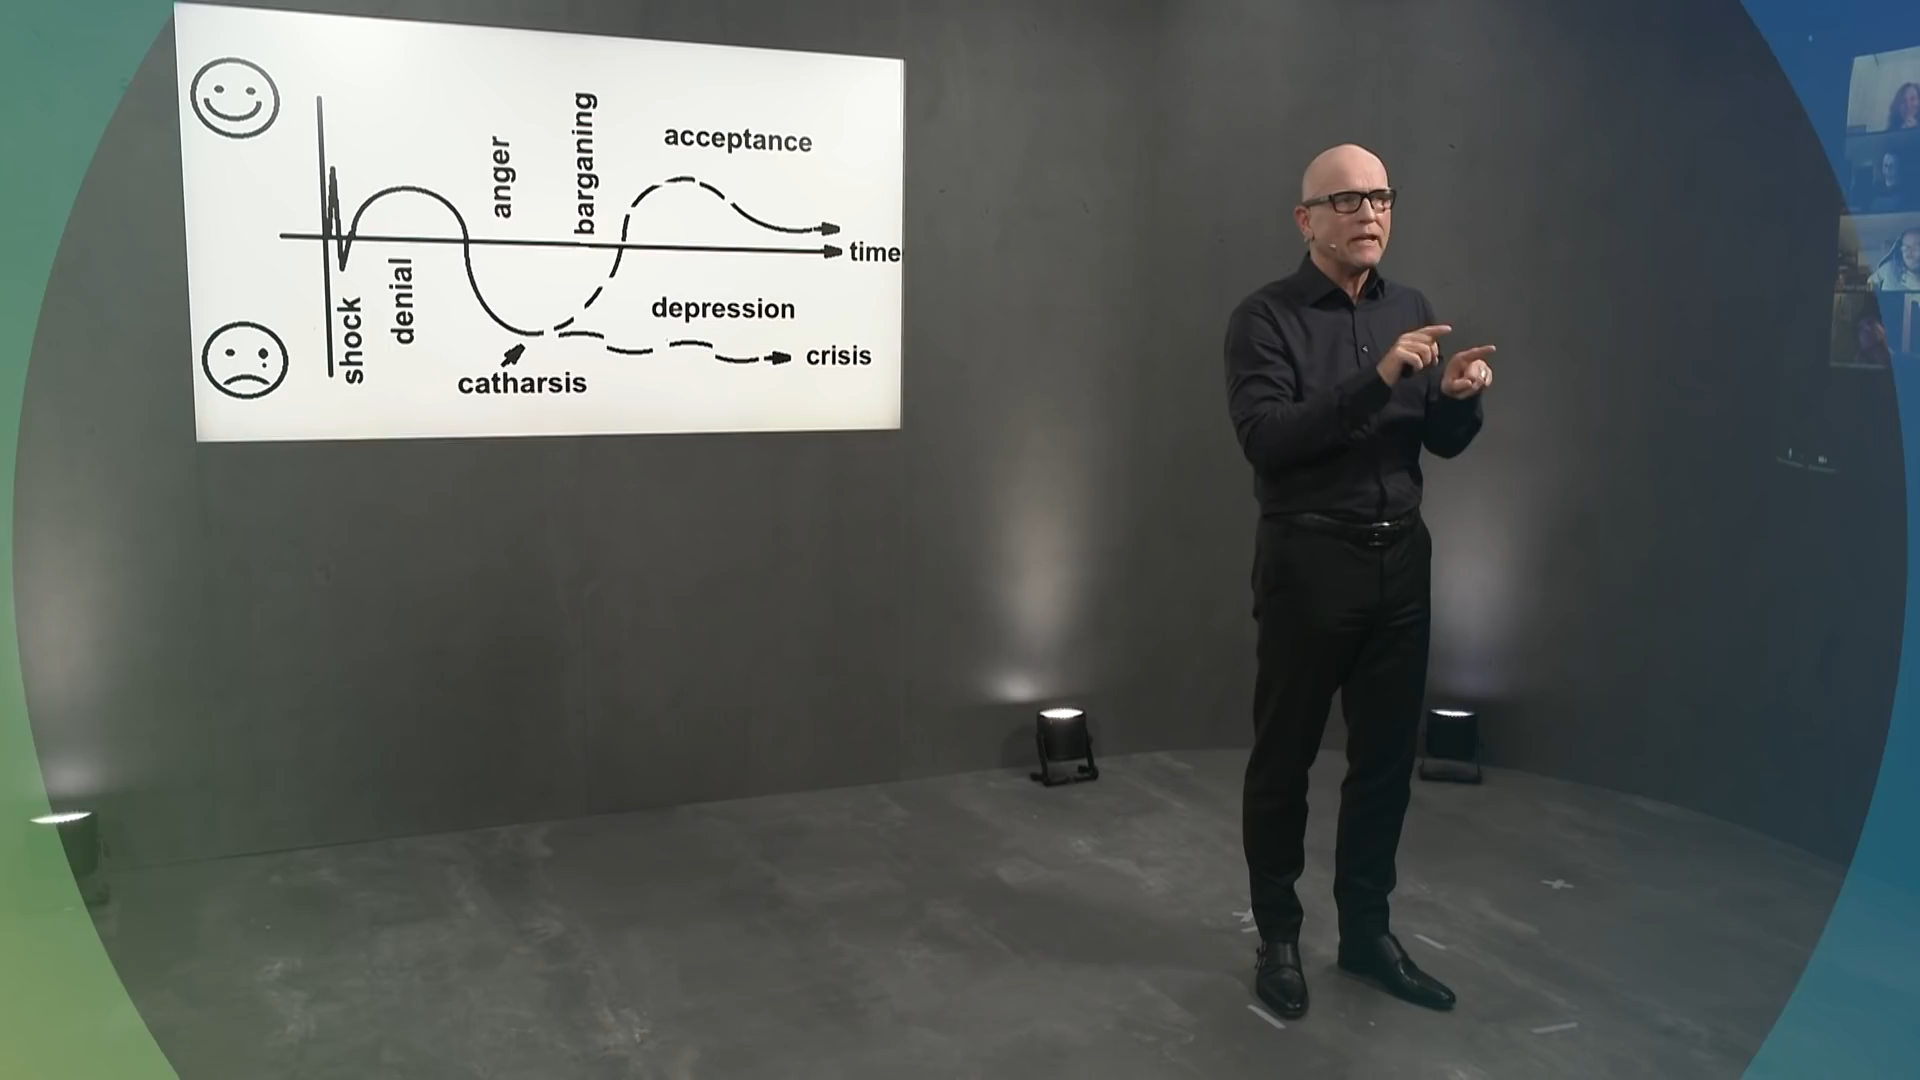 anger
barganing
acceptance
time
shock
denial
depression
crisis
catharsis